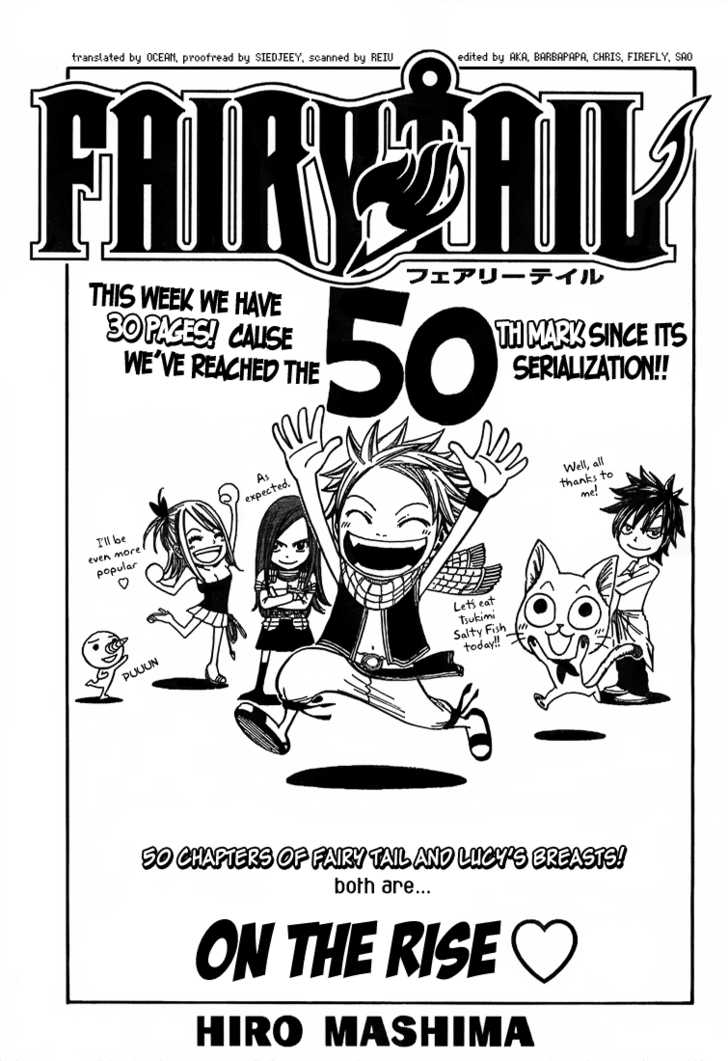 translated by OCEAN, proofread by SIEDJEEY, scanned by REIU
edited by AKA, BARBAPAPA, CHRIS, FIREFLY, SAO
FAIRY TAIL
フェアリーテイル
THIS WEEK WE HAVE
30 PAGES! CAUSE
WE'VE REACHED THE
50
TH MARK SINCE ITS
SERIALIZATION!!
As
expected.
Well, all
thanks to
me!
I'll be
even more
popular
♡
Let's eat
Tsukimi
Salty Fish
today!!
PUUUN
50 CHAPTERS OF FAIRY TAIL AND LUCY'S BREASTS!
both are...
ON THE RISE ♡
HIRO MASHIMA